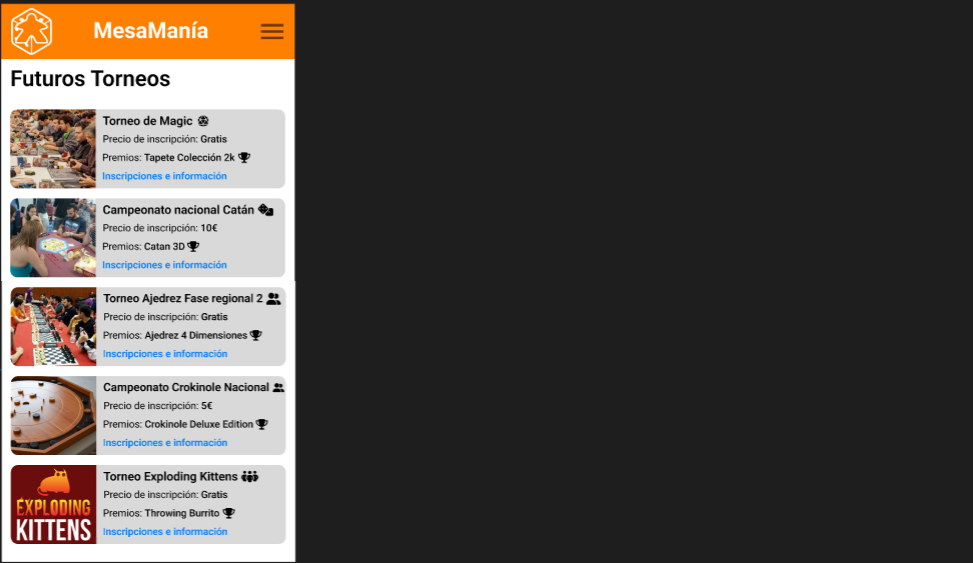 MesaManía
Futuros Torneos
Torneo de Magic
Precio de inscripción: Gratis
Premios: Tapete Colección 2k
Inscripciones e información
Campeonato nacional Catán
Precio de inscripción: 10€
Premios: Catan 3D
Inscripciones e información
Torneo Ajedrez Fase regional 2
Precio de inscripción: Gratis
Premios: Ajedrez 4 Dimensiones
Inscripciones e información
Campeonato Crokinole Nacional
Precio de inscripción: 5€
Premios: Crokinole Deluxe Edition
Inscripciones e información
EXPLODING
KITTENS
Torneo Exploding Kittens
Precio de inscripción: Gratis
Premios: Throwing Burrito
Inscripciones e información